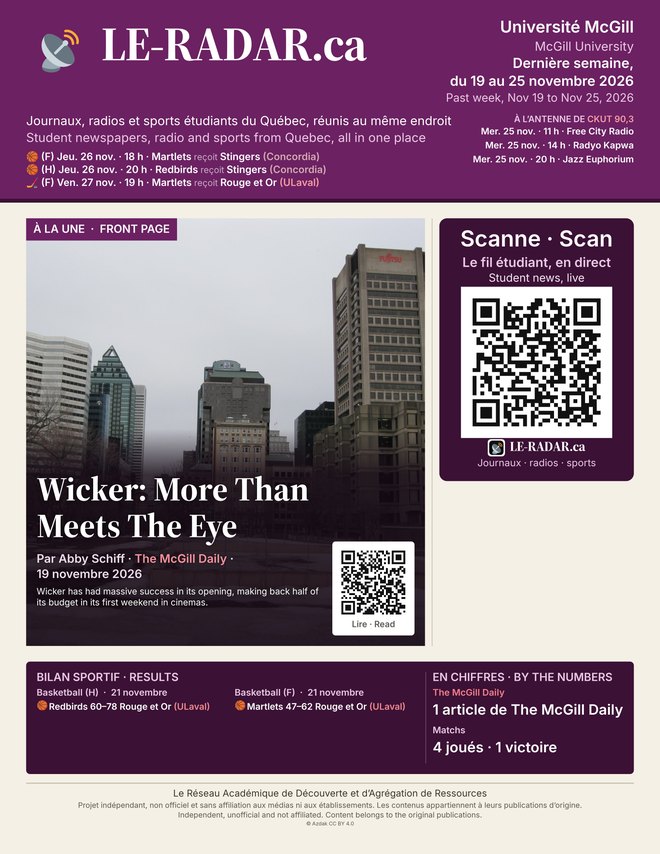 LE-RADAR.ca
Université McGill
McGill University
Dernière semaine,
du 19 au 25 novembre 2026
Past week, Nov 19 to Nov 25, 2026
Journaux, radios et sports étudiants du Québec, réunis au même endroit
Student newspapers, radio and sports from Quebec, all in one place
(F) Jeu. 26 nov. · 18 h · Martlets reçoit Stingers (Concordia)
(H) Jeu. 26 nov. · 20 h · Redbirds reçoit Stingers (Concordia)
(F) Ven. 27 nov. · 19 h · Martlets reçoit Rouge et Or (ULaval)
À L'ANTENNE DE CKUT 90,3
Mer. 25 nov. · 11 h · Free City Radio
Mer. 25 nov. · 14 h · Radyo Kapwa
Mer. 25 nov. · 20 h · Jazz Euphorium
À LA UNE · FRONT PAGE
FUJITSU
Wicker: More Than
Meets The Eye
Par Abby Schiff · The McGill Daily ·
19 novembre 2026
Wicker has had massive success in its opening, making back half of
its budget in its first weekend in cinemas.
Lire · Read
Scanne · Scan
Le fil étudiant, en direct
Student news, live
LE-RADAR.ca
Journaux · radios · sports
BILAN SPORTIF · RESULTS
Basketball (H) · 21 novembre
Redbirds 60–78 Rouge et Or (ULaval)
Basketball (F) · 21 novembre
Martlets 47–62 Rouge et Or (ULaval)
EN CHIFFRES · BY THE NUMBERS
The McGill Daily
1 article de The McGill Daily
Matchs
4 joués · 1 victoire
Le Réseau Académique de Découverte et d'Agrégation de Ressources
Projet indépendant, non officiel et sans affiliation aux médias ni aux établissements. Les contenus appartiennent à leurs publications d'origine.
Independent, unofficial and not affiliated. Content belongs to the original publications.
© Azdak CC BY 4.0